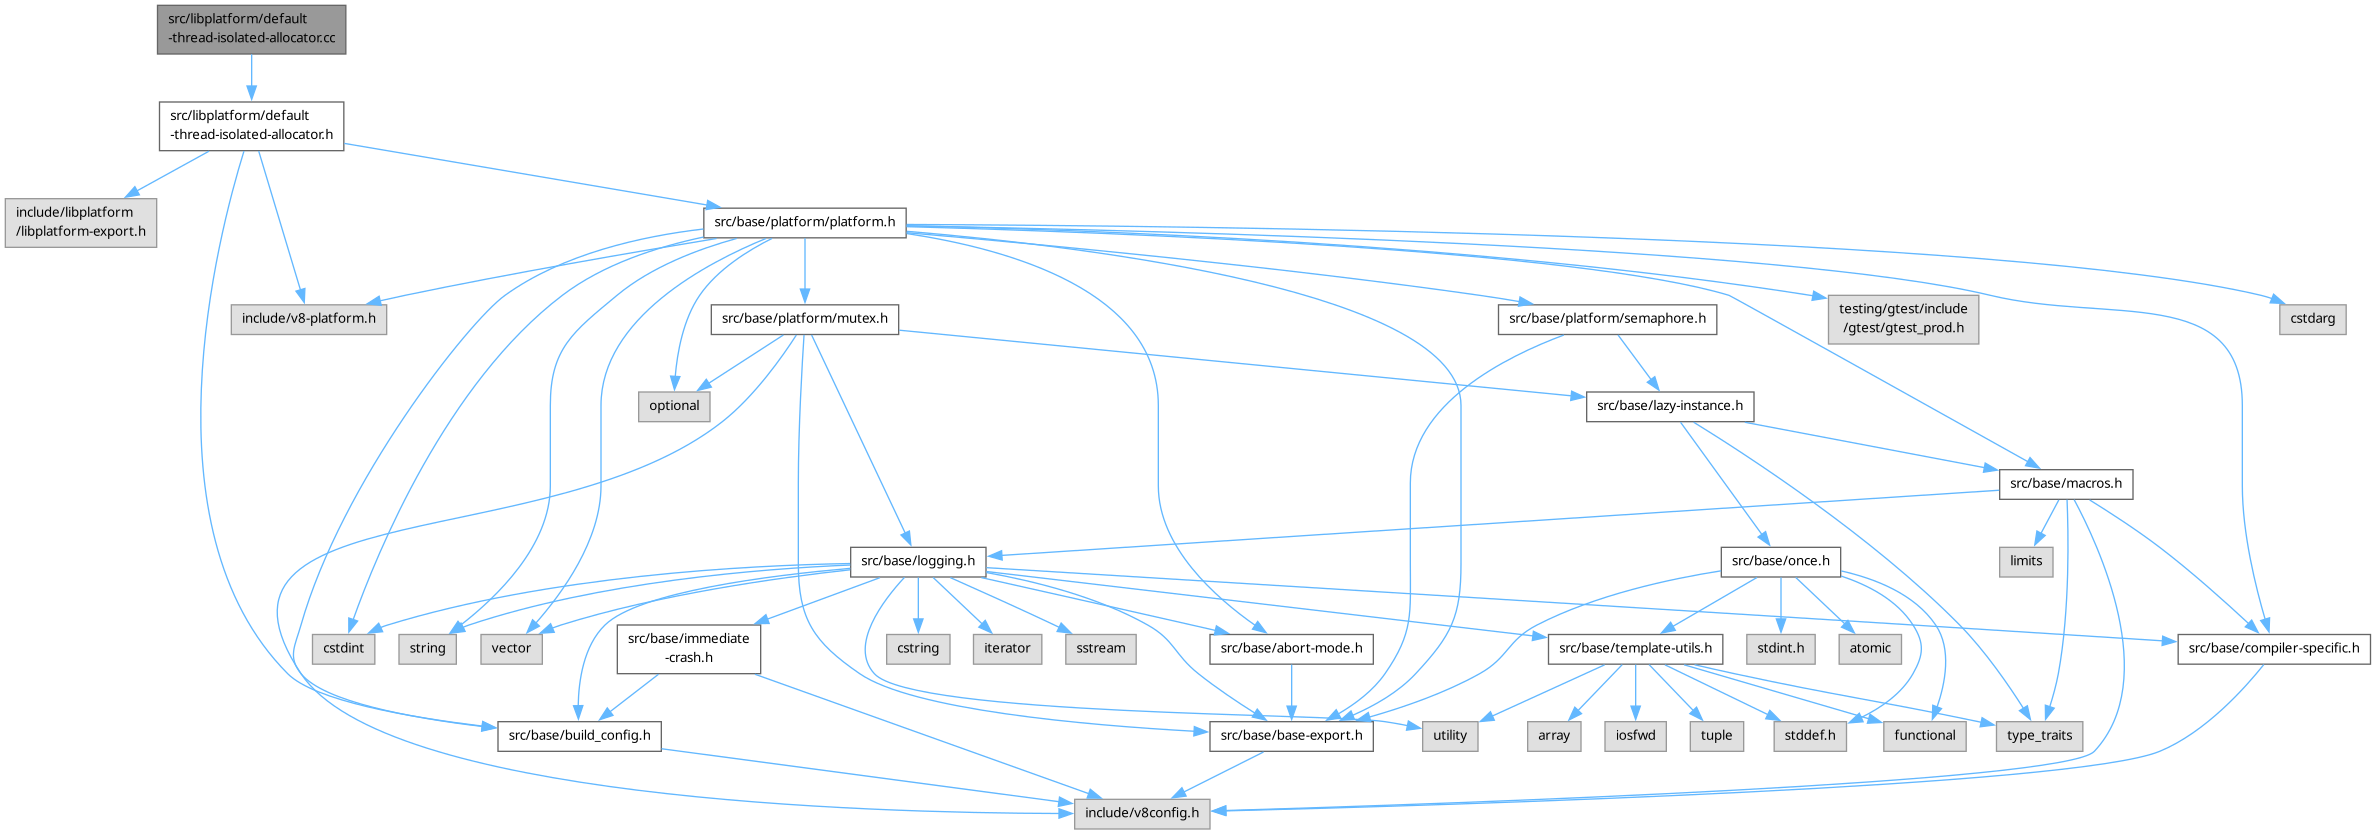 src/libplatform/default
-thread-isolated-allocator.cc
src/libplatform/default
-thread-isolated-allocator.h
include/libplatform
/libplatform-export.h
src/base/platform/platform.h
include/v8-platform.h
src/base/platform/mutex.h
src/base/platform/semaphore.h
testing/gtest/include
/gtest/gtest_prod.h
cstdarg
optional
src/base/lazy-instance.h
src/base/macros.h
src/base/logging.h
src/base/once.h
limits
cstdint
string
vector
src/base/immediate
-crash.h
cstring
iterator
sstream
src/base/abort-mode.h
src/base/template-utils.h
stdint.h
atomic
src/base/compiler-specific.h
src/base/build_config.h
src/base/base-export.h
utility
array
iosfwd
tuple
stddef.h
functional
type_traits
include/v8config.h